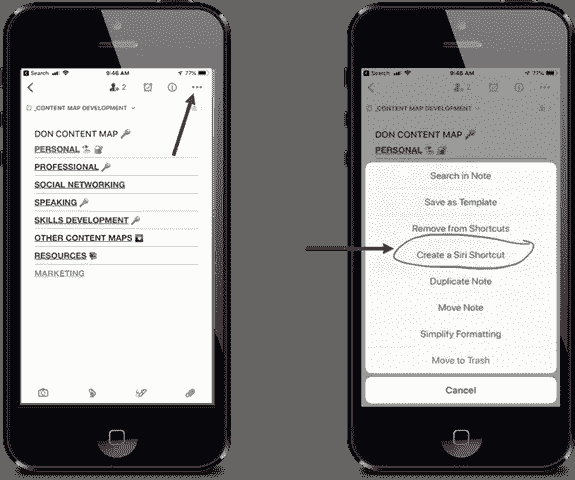 Search 9:46 AM 77%
2
_CONTENT MAP DEVELOPMENT
DON CONTENT MAP
PERSONAL
PROFESSIONAL
SOCIAL NETWORKING
SPEAKING
SKILLS DEVELOPMENT
OTHER CONTENT MAPS
RESOURCES
MARKETING
Search 9:46 AM 77%
2
_CONTENT MAP DEVELOPMENT
DON CONTENT MAP
PERSONAL
Search in Note
Save as Template
Remove from Shortcuts
Create a Siri Shortcut
Duplicate Note
Move Note
Simplify Formatting
Move to Trash
Cancel